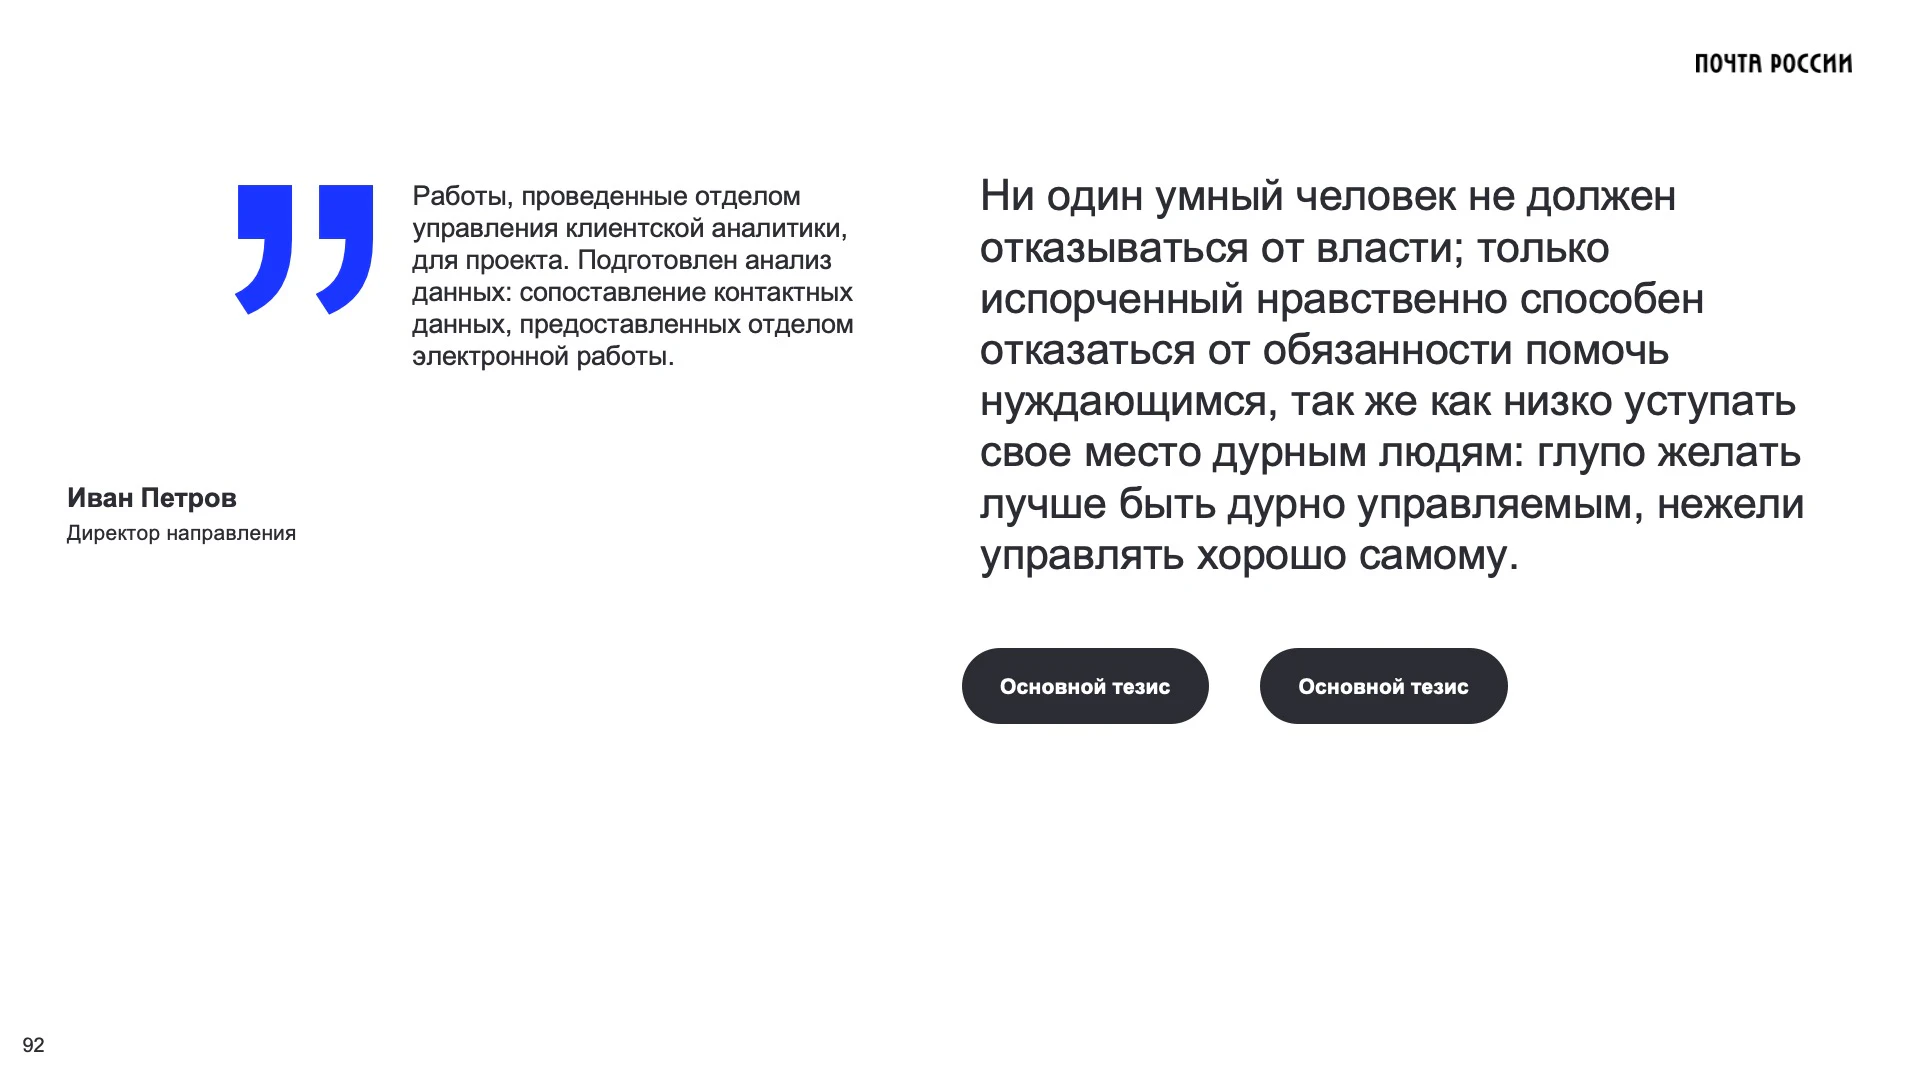 ПОЧТА РОССИИ
Работы, проведенные отделом
управления клиентской аналитики,
для проекта. Подготовлен анализ
данных: сопоставление контактных
данных, предоставленных отделом
электронной работы.
Иван Петров
Директор направления
Ни один умный человек не должен
отказываться от власти; только
испорченный нравственно способен
отказаться от обязанности помочь
нуждающимся, так же как низко уступать
свое место дурным людям: глупо желать
лучше быть дурно управляемым, нежели
управлять хорошо самому.
Основной тезис
Основной тезис
92